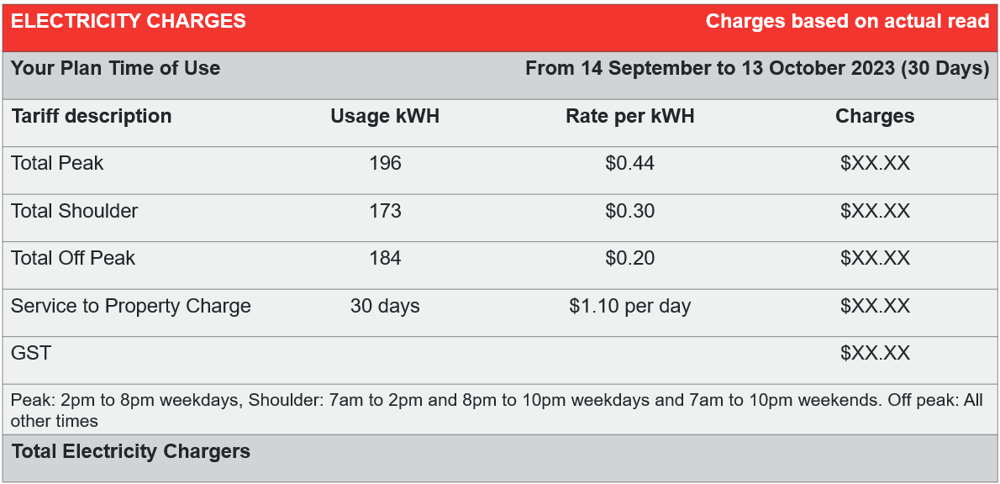 ELECTRICITY CHARGES Charges based on actual read
Your Plan Time of Use From 14 September to 13 October 2023 (30 Days)
Tariff description Usage kWH Rate per kWH Charges
Total Peak 196 $0.44 $XX.XX
Total Shoulder 173 $0.30 $XX.XX
Total Off Peak 184 $0.20 $XX.XX
Service to Property Charge 30 days $1.10 per day $XX.XX
GST $XX.XX
Peak: 2pm to 8pm weekdays, Shoulder: 7am to 2pm and 8pm to 10pm weekdays and 7am to 10pm weekends. Off peak: All
other times
Total Electricity Chargers